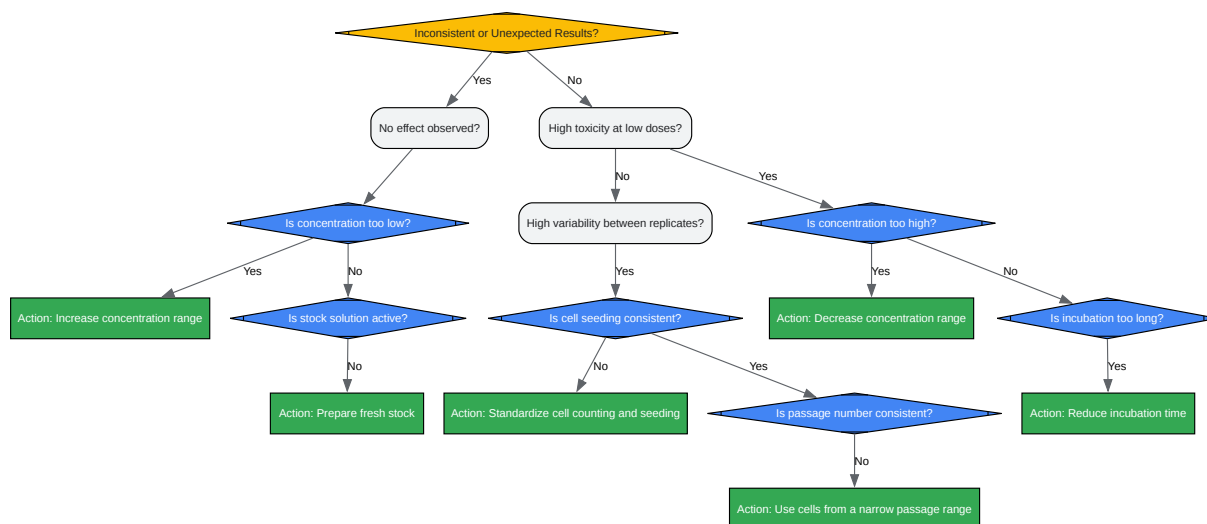 Inconsistent or Unexpected Results?
Yes
No
No effect observed?
High toxicity at low doses?
No
Yes
Is concentration too low?
High variability between replicates?
Is concentration too high?
Yes
No
Yes
Yes
No
Action: Increase concentration range
Is stock solution active?
Is cell seeding consistent?
Action: Decrease concentration range
Is incubation too long?
No
No
Yes
Yes
Action: Prepare fresh stock
Action: Standardize cell counting and seeding
Is passage number consistent?
Action: Reduce incubation time
No
Action: Use cells from a narrow passage range